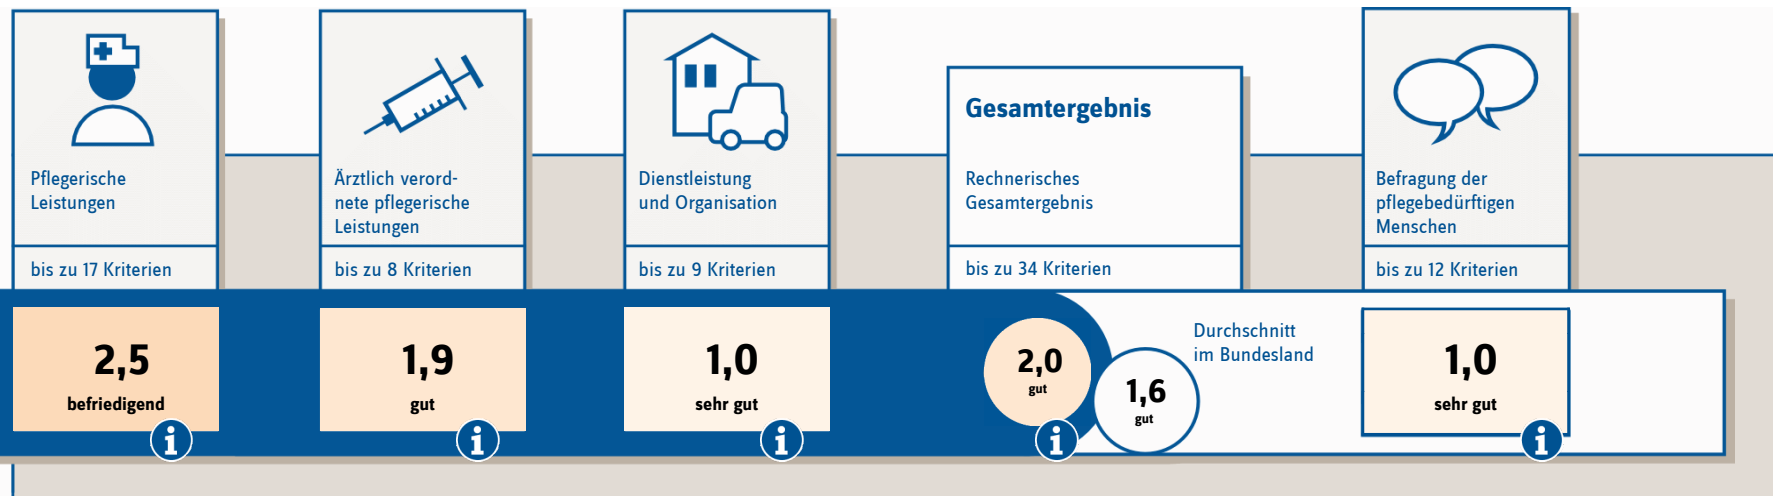 Pflegerische
Leistungen
bis zu 17 Kriterien
2,5
befriedigend
i
Ärztlich verord-
nete pflegerische
Leistungen
bis zu 8 Kriterien
1,9
gut
i
Dienstleistung
und Organisation
bis zu 9 Kriterien
1,0
sehr gut
i
Gesamtergebnis
Rechnerisches
Gesamtergebnis
bis zu 34 Kriterien
2,0
gut
i
1,6
gut
Durchschnitt
im Bundesland
Befragung der
pflegebedürftigen
Menschen
bis zu 12 Kriterien
1,0
sehr gut
i